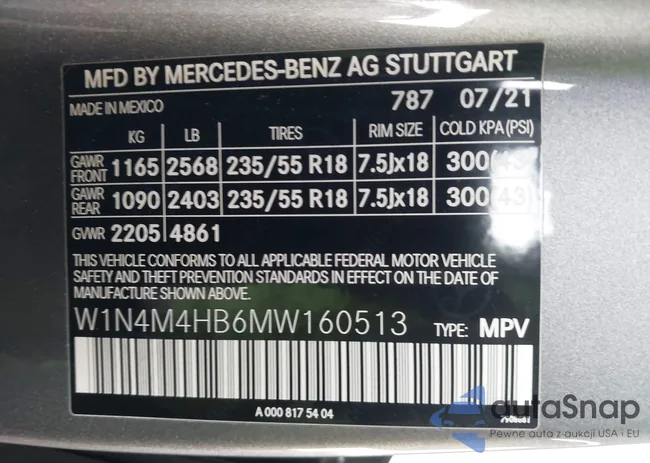 MFD BY MERCEDES-BENZ AG STUTTGART
MADE IN MEXICO 787 07/21
KG LB TIRES RIM SIZE COLD KPA (PSI)
GAWR FRONT 1165 2568 235/55 R18 7.5Jx18 300(43)
GAWR REAR 1090 2403 235/55 R18 7.5Jx18 300(43)
GVWR 2205 4861
THIS VEHICLE CONFORMS TO ALL APPLICABLE FEDERAL MOTOR VEHICLE
SAFETY AND THEFT PREVENTION STANDARDS IN EFFECT ON THE DATE OF
MANUFACTURE SHOWN ABOVE.
W1N4M4HB6MW160513 TYPE: MPV
A 000 817 54 04
autoSnap
Pewne auta z aukcji USA i EU